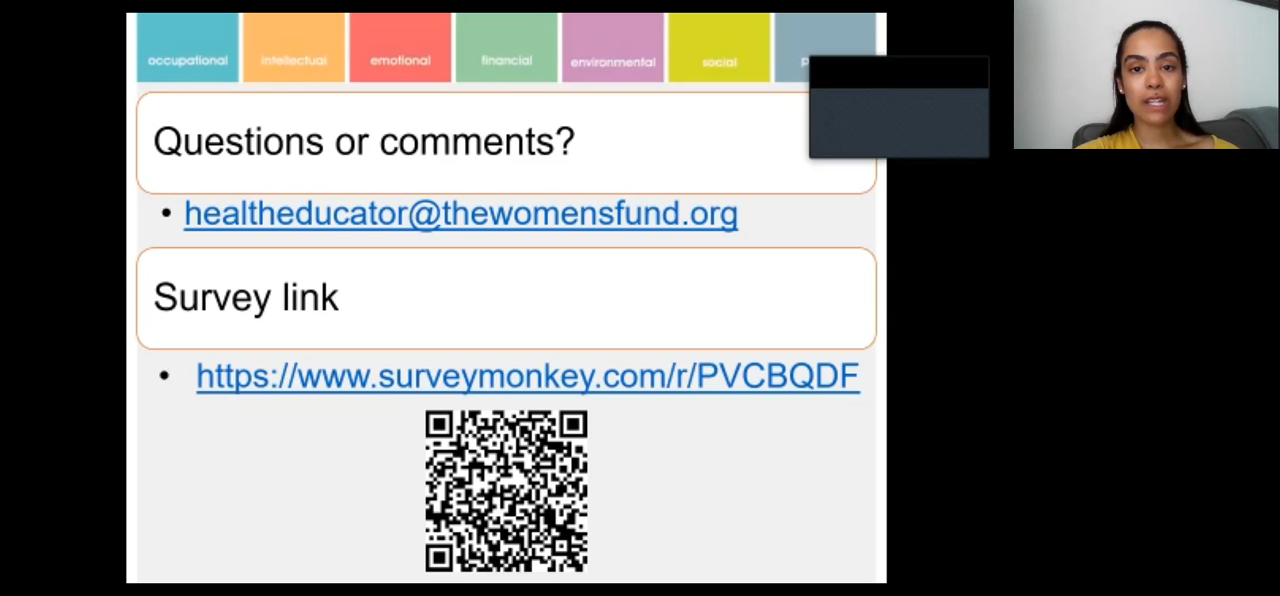 occupational intellectual emotional financial environmental social
Questions or comments?
• healtheducator@thewomensfund.org
Survey link
• https://www.surveymonkey.com/r/PVCBQDF